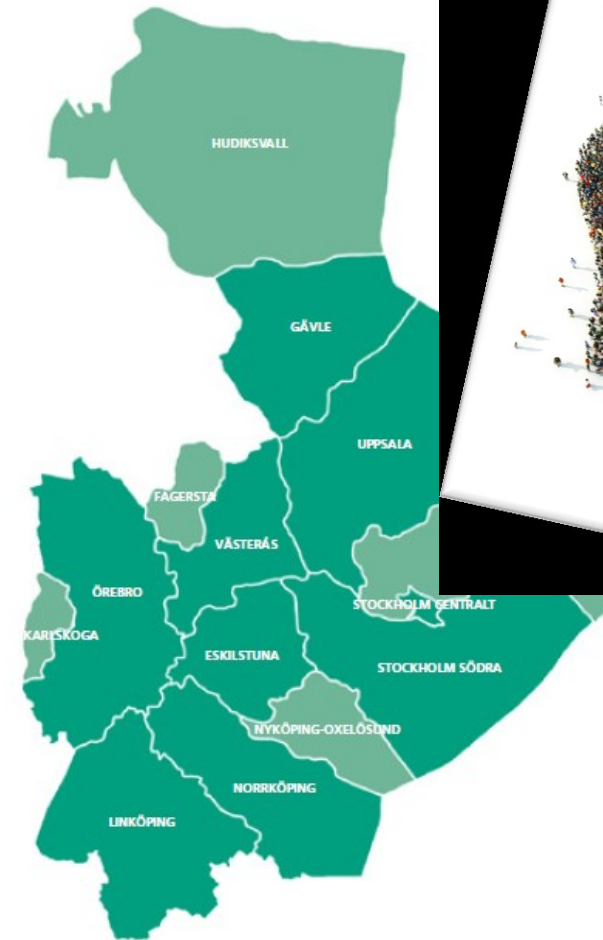 HUDIKSVALL
GÄVLE
UPPSALA
FAGERSTA
VÄSTERÅS
ÖREBRO
STOCKHOLM CENTRALT
KARLSKOGA
ESKILSTUNA
STOCKHOLM SÖDRA
NYKÖPING-OXELÖSUND
NORRKÖPING
LINKÖPING